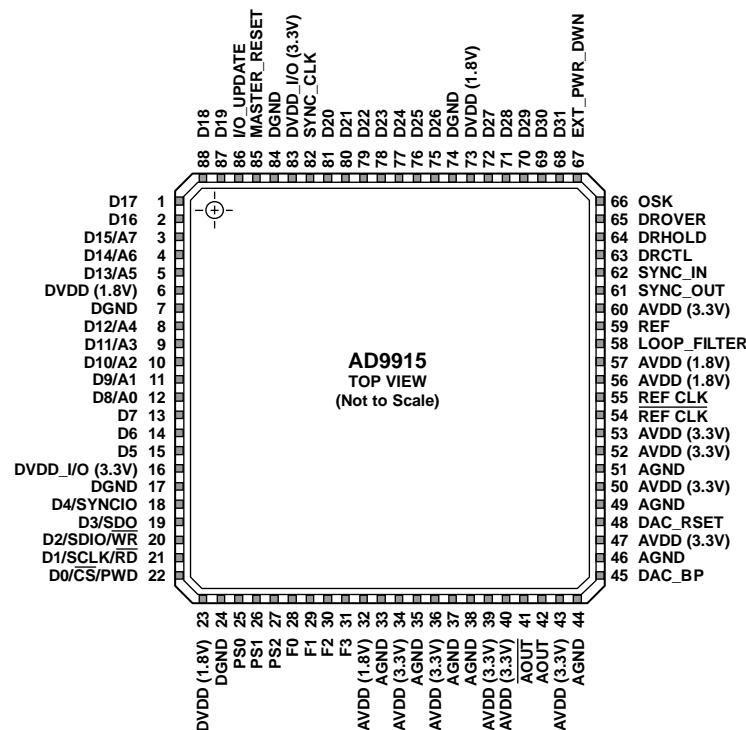 88 D18
87 D19
86 I/O_UPDATE
85 MASTER_RESET
84 DGND
83 DVDD_I/O (3.3V)
82 SYNC_CLK
81 D20
80 D21
79 D22
78 D23
77 D24
76 D25
75 D26
74 DGND
73 DVDD (1.8V)
72 D27
71 D28
70 D29
69 D30
68 D31
67 EXT_PWR_DWN
D17 1
D16 2
D15/A7 3
D14/A6 4
D13/A5 5
DVDD (1.8V) 6
DGND 7
D12/A4 8
D11/A3 9
D10/A2 10
D9/A1 11
D8/A0 12
D7 13
D6 14
D5 15
DVDD_I/O (3.3V) 16
DGND 17
D4/SYNCIO 18
D3/SDO 19
D2/SDIO/W̅R̅ 20
D1/SCLK/R̅D̅ 21
D0/C̅S̅/PWD 22
AD9915
TOP VIEW
(Not to Scale)
66 OSK
65 DROVER
64 DRHOLD
63 DRCTL
62 SYNC_IN
61 SYNC_OUT
60 AVDD (3.3V)
59 REF
58 LOOP_FILTER
57 AVDD (1.8V)
56 AVDD (1.8V)
55 REF CLK
54 R̅E̅F̅ C̅L̅K̅
53 AVDD (3.3V)
52 AVDD (3.3V)
51 AGND
50 AVDD (3.3V)
49 AGND
48 DAC_RSET
47 AVDD (3.3V)
46 AGND
45 DAC_BP
DVDD (1.8V) 23
DGND 24
PS0 25
PS1 26
PS2 27
F0 28
F1 29
F2 30
F3 31
AVDD (1.8V) 32
AGND 33
AVDD (3.3V) 34
AGND 35
AVDD (3.3V) 36
AGND 37
AGND 38
AVDD (3.3V) 39
AVDD (3.3V) 40
A̅O̅U̅T̅ 41
AOUT 42
AVDD (3.3V) 43
AGND 44